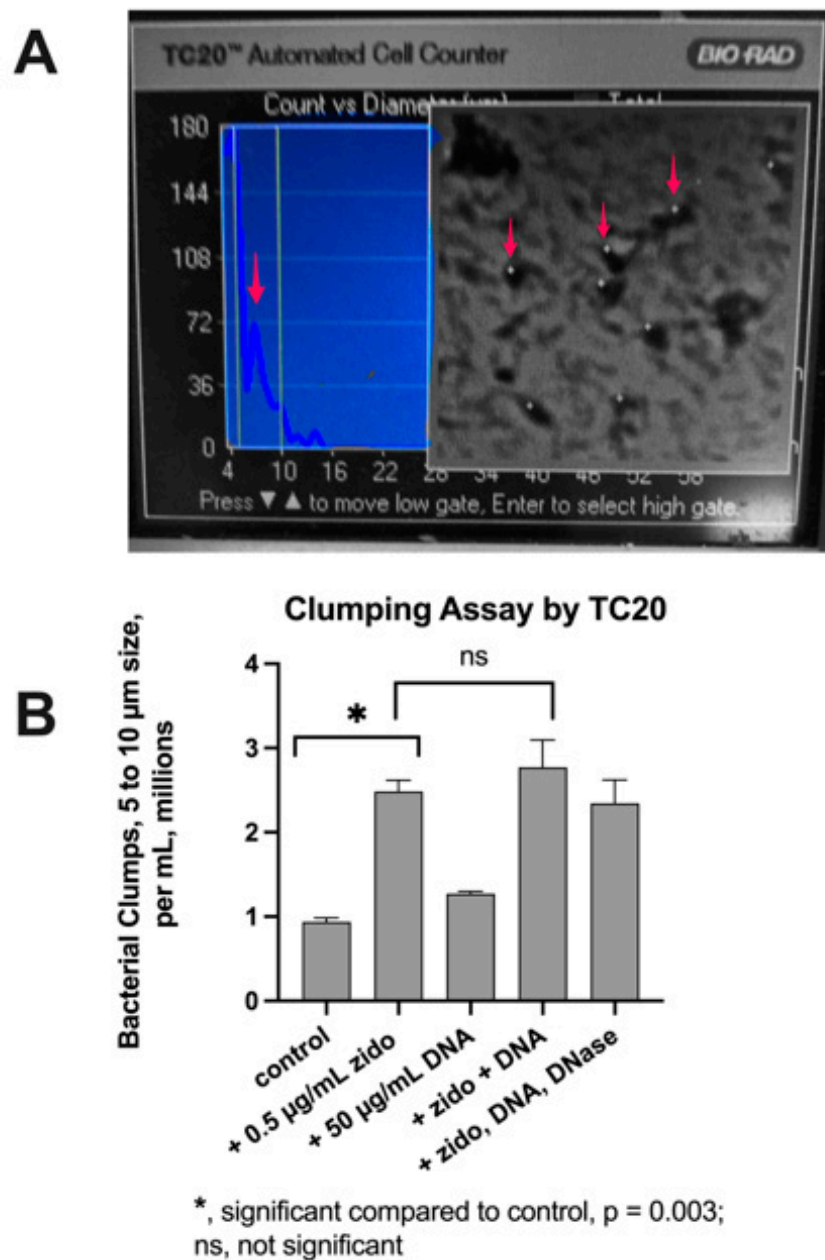 A
TC20™ Automated Cell Counter
BIO-RAD
Count vs Diameter (µm)
Total
180
144
108
72
36
0
4 10 16 22 28 34 40 46 52 58
Press ▼ ▲ to move low gate, Enter to select high gate.
B
Clumping Assay by TC20
Bacterial Clumps, 5 to 10 µm size,
per mL, millions
4
3
2
1
0
*
ns
control
+ 0.5 µg/mL zido
+ 50 µg/mL DNA
+ zido + DNA
+ zido, DNA, DNase
*, significant compared to control, p = 0.003;
ns, not significant